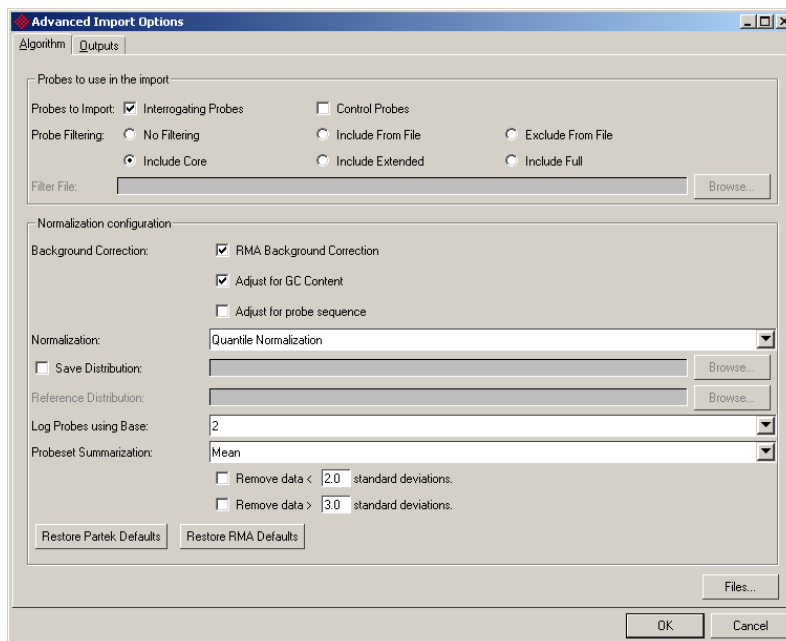 Advanced Import Options
Algorithm Outputs
Probes to use in the import
Probes to Import: Interrogating Probes Control Probes
Probe Filtering: No Filtering Include From File Exclude From File
Include Core Include Extended Include Full
Filter File: Browse...
Normalization configuration
Background Correction: RMA Background Correction
Adjust for GC Content
Adjust for probe sequence
Normalization: Quantile Normalization
Save Distribution: Browse...
Reference Distribution: Browse...
Log Probes using Base: 2
Probeset Summarization: Mean
Remove data < 2.0 standard deviations.
Remove data > 3.0 standard deviations.
Restore Partek Defaults Restore RMA Defaults
Files...
OK Cancel